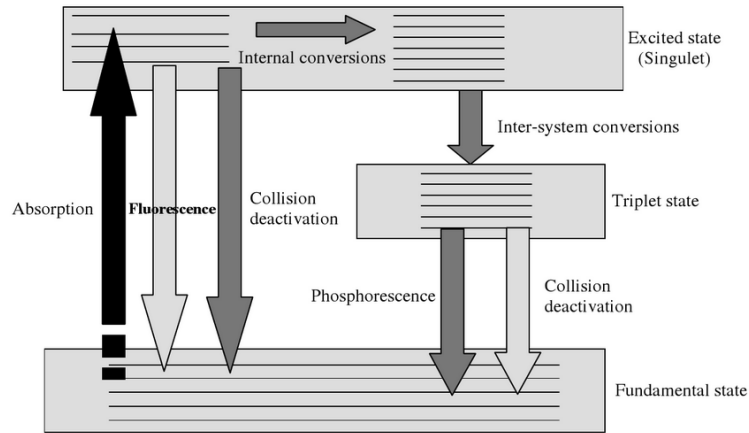 Excited state
(Singulet)
Internal conversions
Inter-system conversions
Absorption
Fluorescence
Collision
deactivation
Triplet state
Phosphorescence
Collision
deactivation
Fundamental state